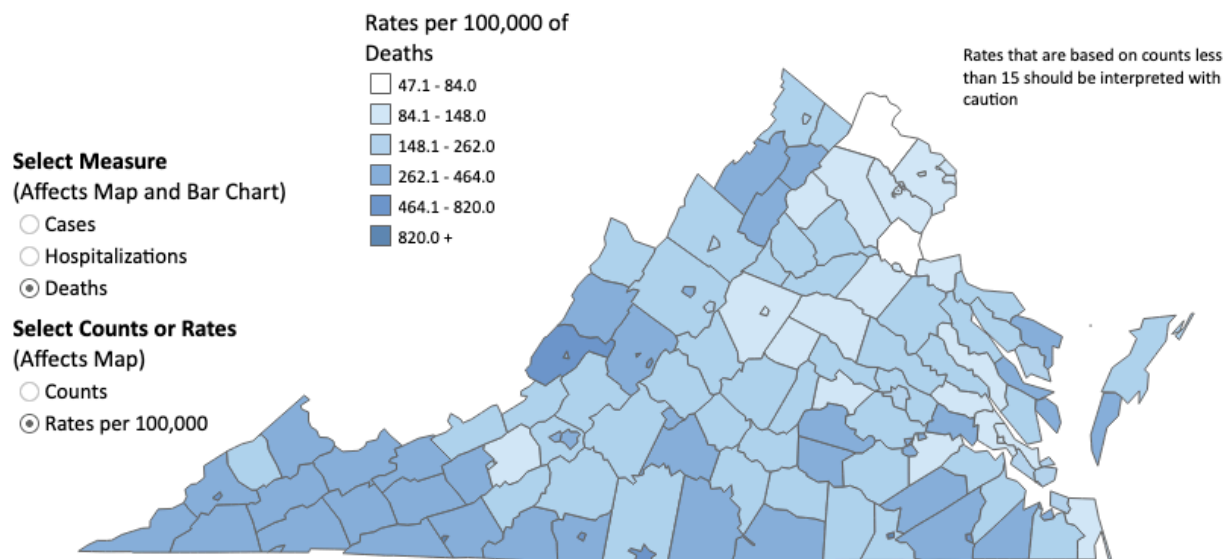 Rates per 100,000 of
Deaths
47.1 - 84.0
84.1 - 148.0
148.1 - 262.0
262.1 - 464.0
464.1 - 820.0
820.0 +
Rates that are based on counts less
than 15 should be interpreted with
caution
Select Measure
(Affects Map and Bar Chart)
Cases
Hospitalizations
Deaths
Select Counts or Rates
(Affects Map)
Counts
Rates per 100,000